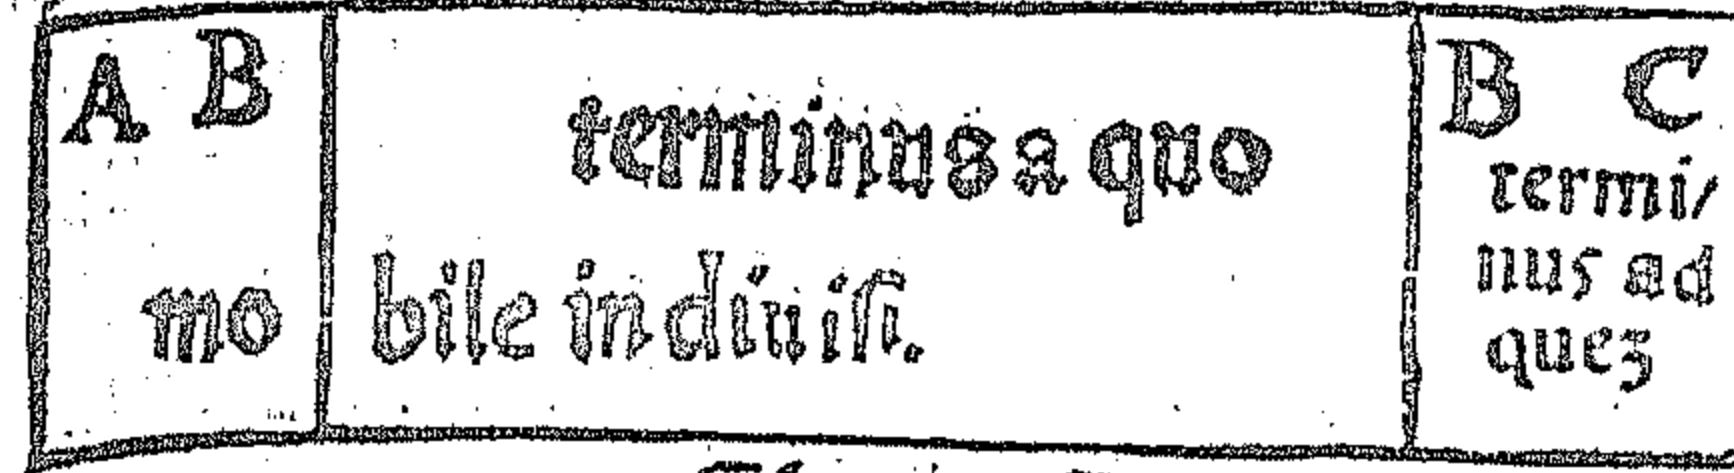 A B
terminus a quo
mo bile indiuisi.
B C
termi/
nus ad
quez